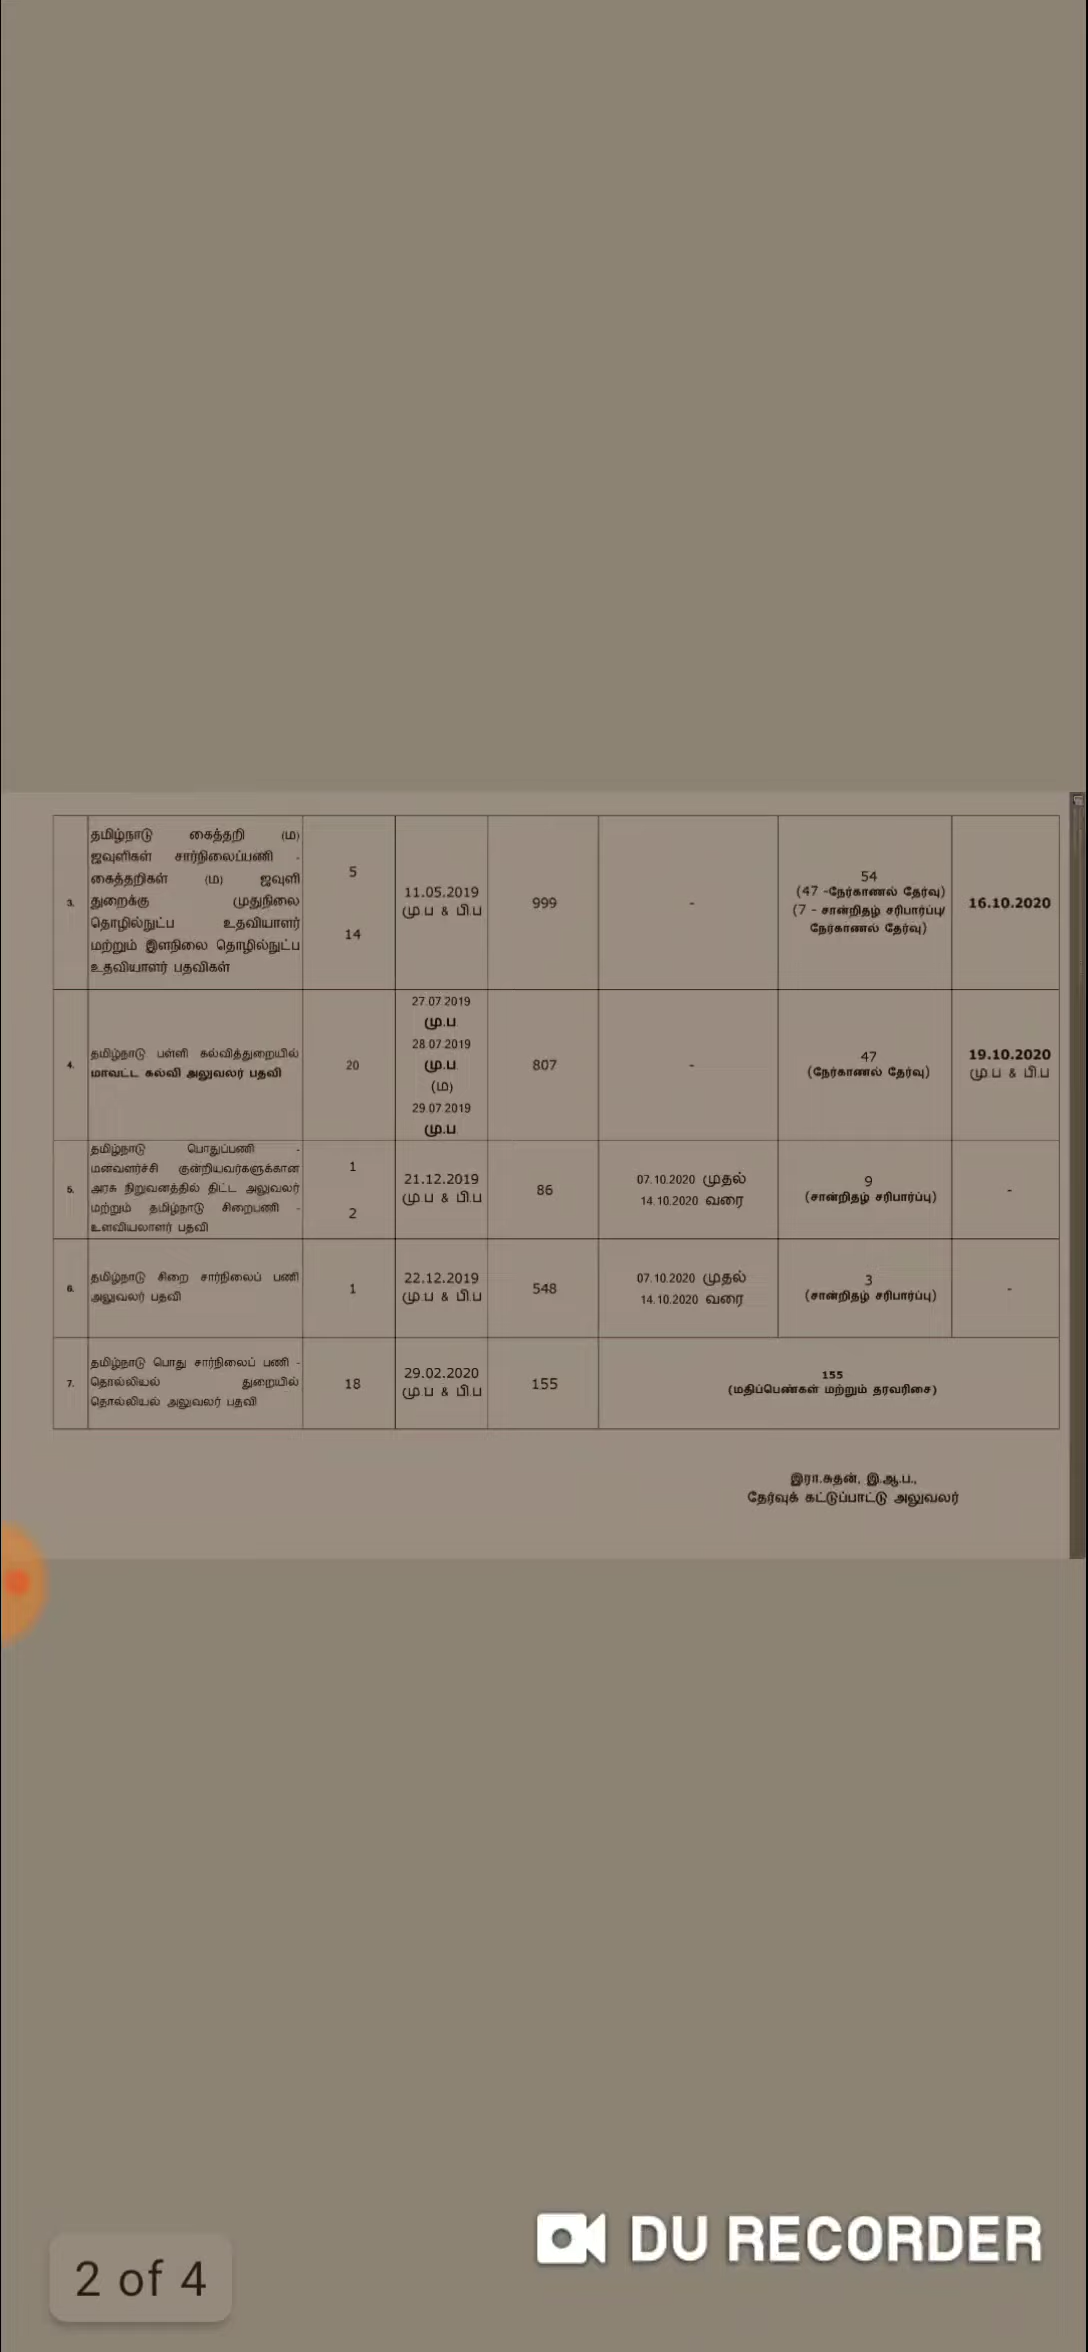 3.
தமிழ்நாடு கைத்தறி (ம)
ஜவுளிகள் சார்நிலைப்பணி -
கைத்தறிகள் (ம) ஜவுளி
துறைக்கு முதுநிலை
தொழில்நுட்ப உதவியாளர்
மற்றும் இளநிலை தொழில்நுட்ப
உதவியாளர் பதவிகள்
5
14
11.05.2019
மு.ப & பி.ப
999
-
54
(47 -நேர்காணல் தேர்வு)
(7 - சான்றிதழ் சரிபார்ப்பு/
நேர்காணல் தேர்வு)
16.10.2020
4.
தமிழ்நாடு பள்ளி கல்வித்துறையில்
மாவட்ட கல்வி அலுவலர் பதவி
20
27.07.2019
மு.ப
28.07.2019
மு.ப
(ம)
29.07.2019
மு.ப
807
-
47
(நேர்காணல் தேர்வு)
19.10.2020
மு.ப & பி.ப
5.
தமிழ்நாடு பொதுப்பணி -
மனவளர்ச்சி குன்றியவர்களுக்கான
அரசு நிறுவனத்தில் திட்ட அலுவலர்
மற்றும் தமிழ்நாடு சிறைபணி -
உளவியலாளர் பதவி
1
2
21.12.2019
மு.ப & பி.ப
86
07.10.2020 முதல்
14.10.2020 வரை
9
(சான்றிதழ் சரிபார்ப்பு)
-
6.
தமிழ்நாடு சிறை சார்நிலைப் பணி
அலுவலர் பதவி
1
22.12.2019
மு.ப & பி.ப
548
07.10.2020 முதல்
14.10.2020 வரை
3
(சான்றிதழ் சரிபார்ப்பு)
-
7.
தமிழ்நாடு பொது சார்நிலைப் பணி -
தொல்லியல் துறையில்
தொல்லியல் அலுவலர் பதவி
18
29.02.2020
மு.ப & பி.ப
155
155
(மதிப்பெண்கள் மற்றும் தரவரிசை)
இரா.சுதன், இ.ஆ.ப.,
தேர்வுக் கட்டுப்பாட்டு அலுவலர்
DU RECORDER
2 of 4